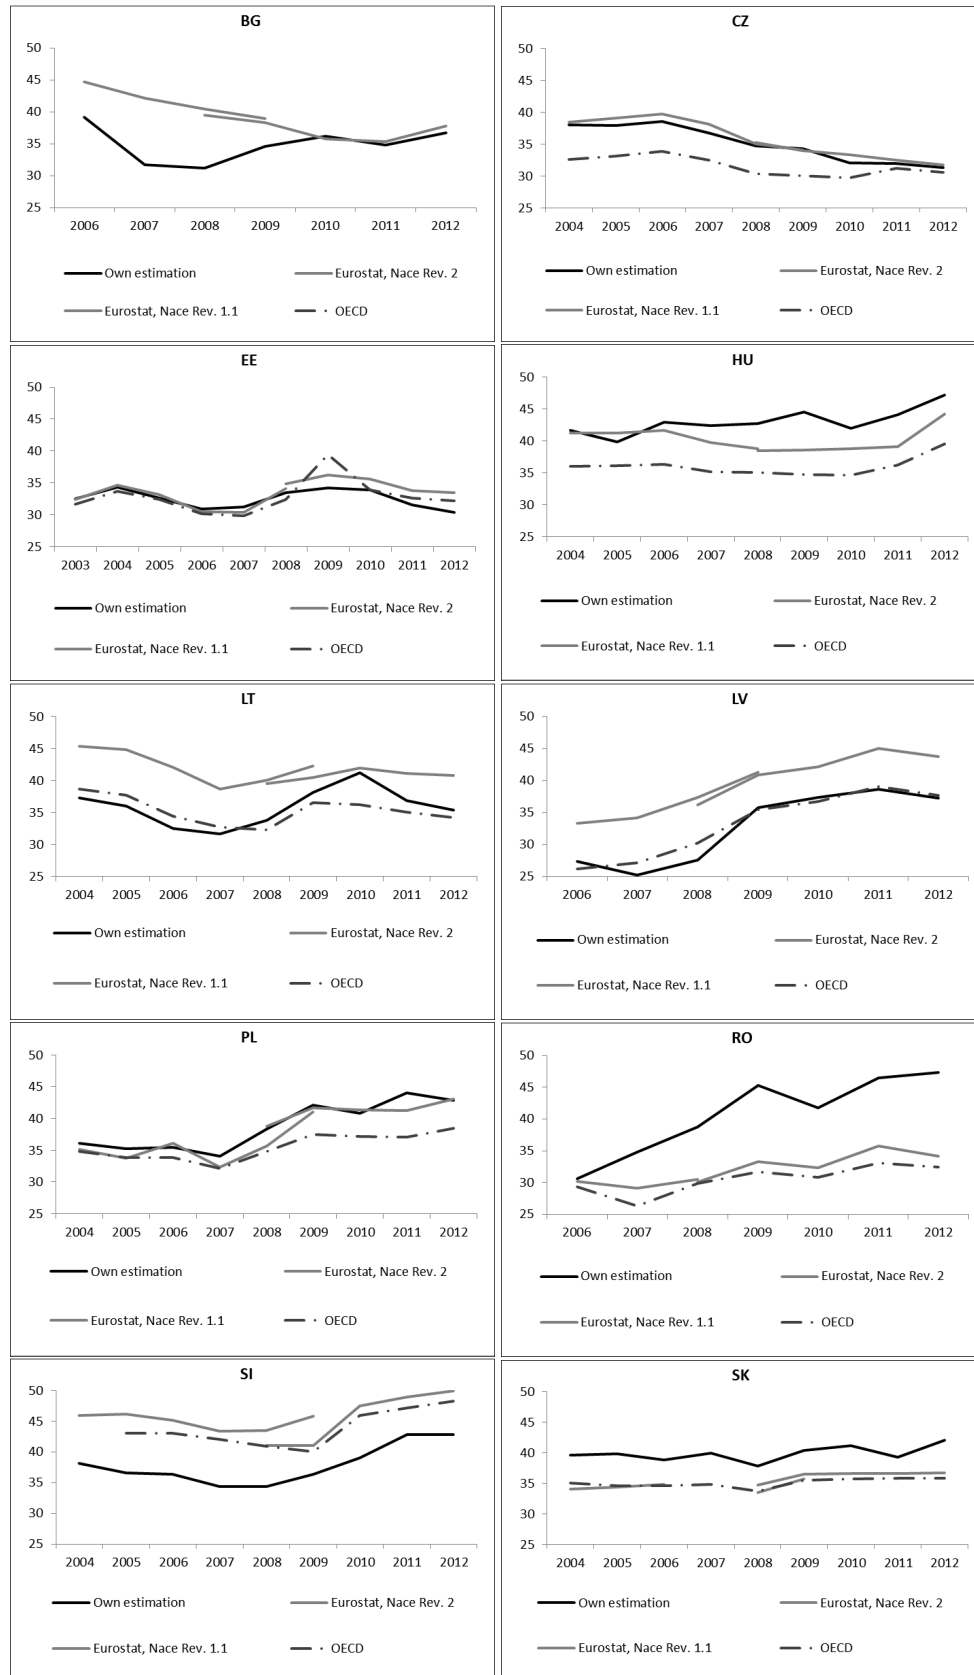 BG
50
45
40
35
30
25
2006 2007 2008 2009 2010 2011 2012
Own estimation Eurostat, Nace Rev. 2
Eurostat, Nace Rev. 1.1 OECD
CZ
50
45
40
35
30
25
2004 2005 2006 2007 2008 2009 2010 2011 2012
Own estimation Eurostat, Nace Rev. 2
Eurostat, Nace Rev. 1.1 OECD
EE
50
45
40
35
30
25
2003 2004 2005 2006 2007 2008 2009 2010 2011 2012
Own estimation Eurostat, Nace Rev. 2
Eurostat, Nace Rev. 1.1 OECD
HU
50
45
40
35
30
25
2004 2005 2006 2007 2008 2009 2010 2011 2012
Own estimation Eurostat, Nace Rev. 2
Eurostat, Nace Rev. 1.1 OECD
LT
50
45
40
35
30
25
2004 2005 2006 2007 2008 2009 2010 2011 2012
Own estimation Eurostat, Nace Rev. 2
Eurostat, Nace Rev. 1.1 OECD
LV
50
45
40
35
30
25
2006 2007 2008 2009 2010 2011 2012
Own estimation Eurostat, Nace Rev. 2
Eurostat, Nace Rev. 1.1 OECD
PL
50
45
40
35
30
25
2004 2005 2006 2007 2008 2009 2010 2011 2012
Own estimation Eurostat, Nace Rev. 2
Eurostat, Nace Rev. 1.1 OECD
RO
50
45
40
35
30
25
2006 2007 2008 2009 2010 2011 2012
Own estimation Eurostat, Nace Rev. 2
Eurostat, Nace Rev. 1.1 OECD
SI
50
45
40
35
30
25
2004 2005 2006 2007 2008 2009 2010 2011 2012
Own estimation Eurostat, Nace Rev. 2
Eurostat, Nace Rev. 1.1 OECD
SK
50
45
40
35
30
25
2004 2005 2006 2007 2008 2009 2010 2011 2012
Own estimation Eurostat, Nace Rev. 2
Eurostat, Nace Rev. 1.1 OECD